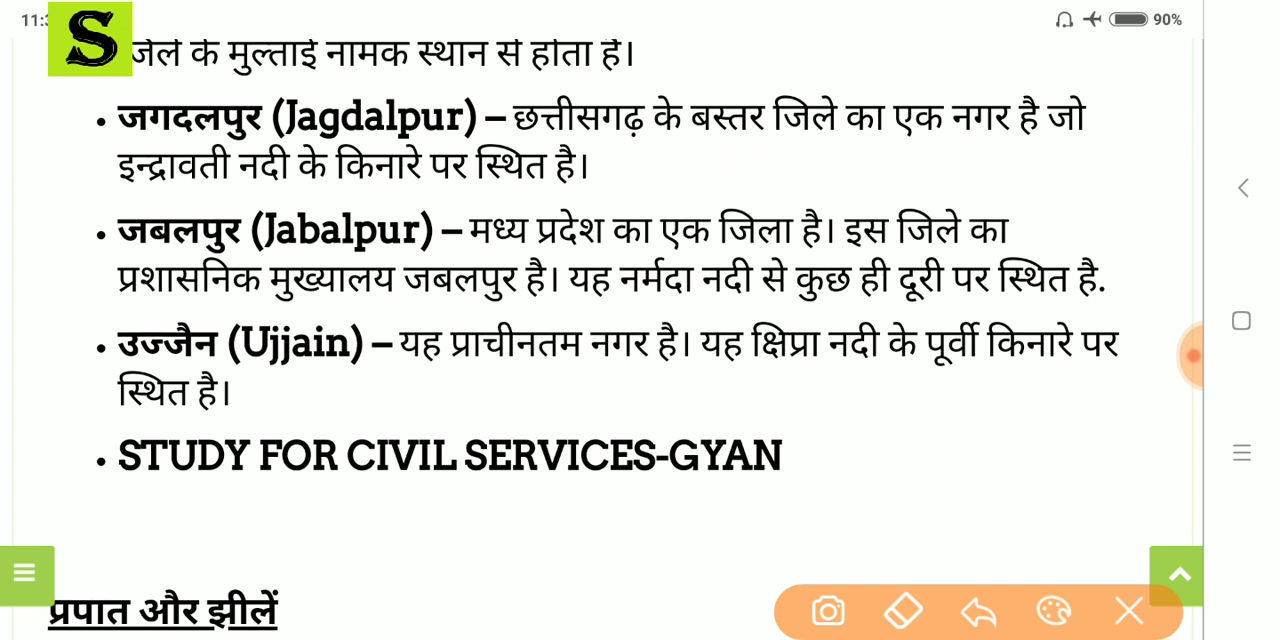 11:3
90%
S
जिले के मुल्ताई नामक स्थान से होता है।
• जगदलपुर (Jagdalpur) – छत्तीसगढ़ के बस्तर जिले का एक नगर है जो
इन्द्रावती नदी के किनारे पर स्थित है।
• जबलपुर (Jabalpur) – मध्य प्रदेश का एक जिला है। इस जिले का
प्रशासनिक मुख्यालय जबलपुर है। यह नर्मदा नदी से कुछ ही दूरी पर स्थित है.
• उज्जैन (Ujjain) – यह प्राचीनतम नगर है। यह क्षिप्रा नदी के पूर्वी किनारे पर
स्थित है।
• STUDY FOR CIVIL SERVICES-GYAN
प्रपात और झीलें